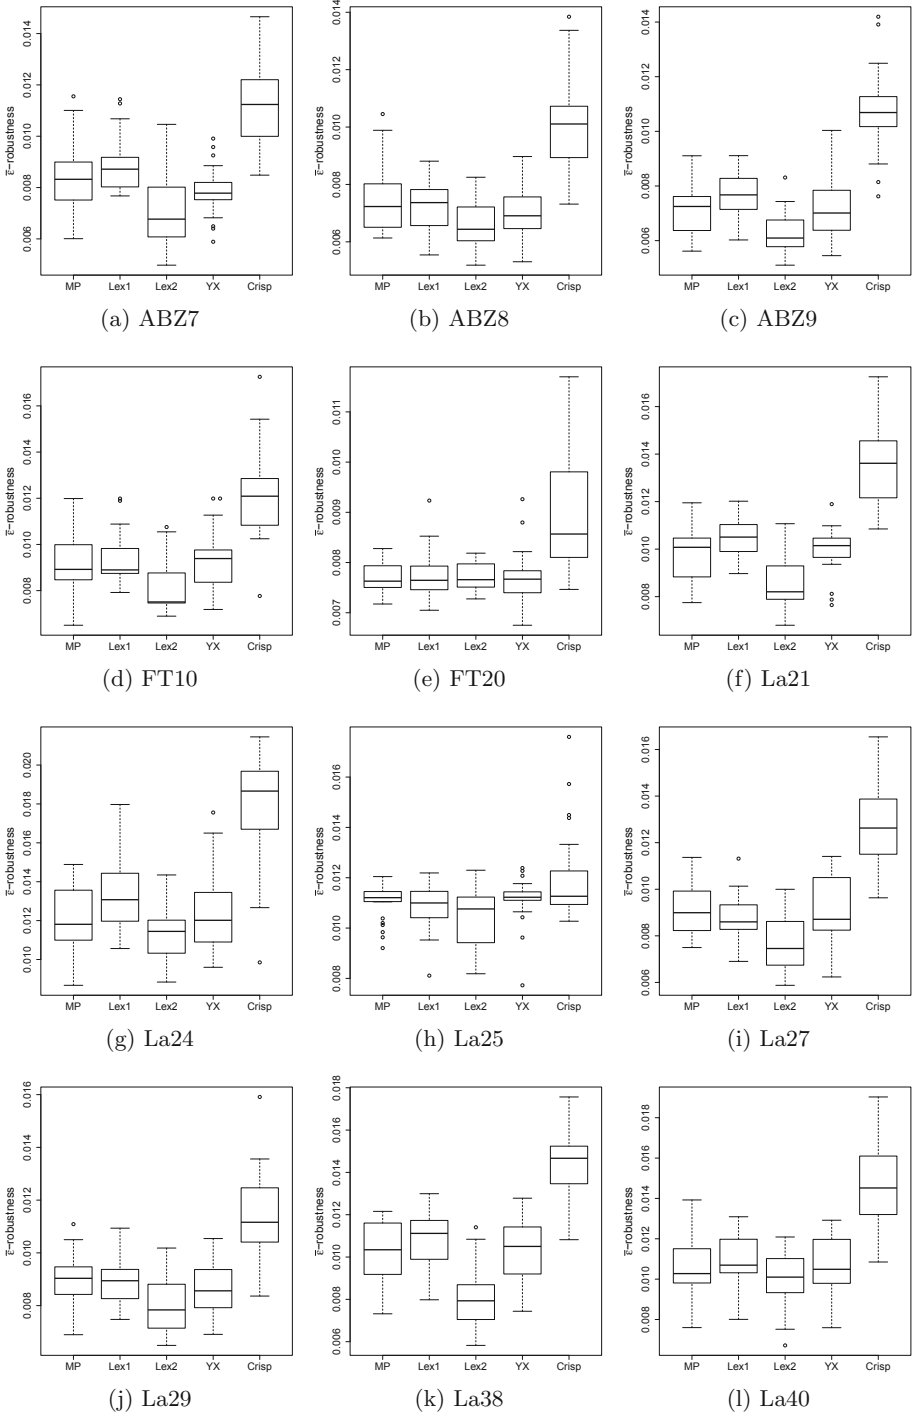 0.006 0.008 0.010 0.012 0.014
ε̅−robustness
MP Lex1 Lex2 YX Crisp
(a) ABZ7
0.006 0.008 0.010 0.012 0.014
ε̅−robustness
MP Lex1 Lex2 YX Crisp
(b) ABZ8
0.006 0.008 0.010 0.012 0.014
ε̅−robustness
MP Lex1 Lex2 YX Crisp
(c) ABZ9
0.008 0.010 0.012 0.014 0.016
ε̅−robustness
MP Lex1 Lex2 YX Crisp
(d) FT10
0.007 0.008 0.009 0.010 0.011
ε̅−robustness
MP Lex1 Lex2 YX Crisp
(e) FT20
0.008 0.010 0.012 0.014 0.016
ε̅−robustness
MP Lex1 Lex2 YX Crisp
(f) La21
0.010 0.012 0.014 0.016 0.018 0.020
ε̅−robustness
MP Lex1 Lex2 YX Crisp
(g) La24
0.008 0.010 0.012 0.014 0.016
ε̅−robustness
MP Lex1 Lex2 YX Crisp
(h) La25
0.006 0.008 0.010 0.012 0.014 0.016
ε̅−robustness
MP Lex1 Lex2 YX Crisp
(i) La27
0.008 0.010 0.012 0.014 0.016
ε̅−robustness
MP Lex1 Lex2 YX Crisp
(j) La29
0.006 0.008 0.010 0.012 0.014 0.016 0.018
ε̅−robustness
MP Lex1 Lex2 YX Crisp
(k) La38
0.008 0.010 0.012 0.014 0.016 0.018
ε̅−robustness
MP Lex1 Lex2 YX Crisp
(l) La40